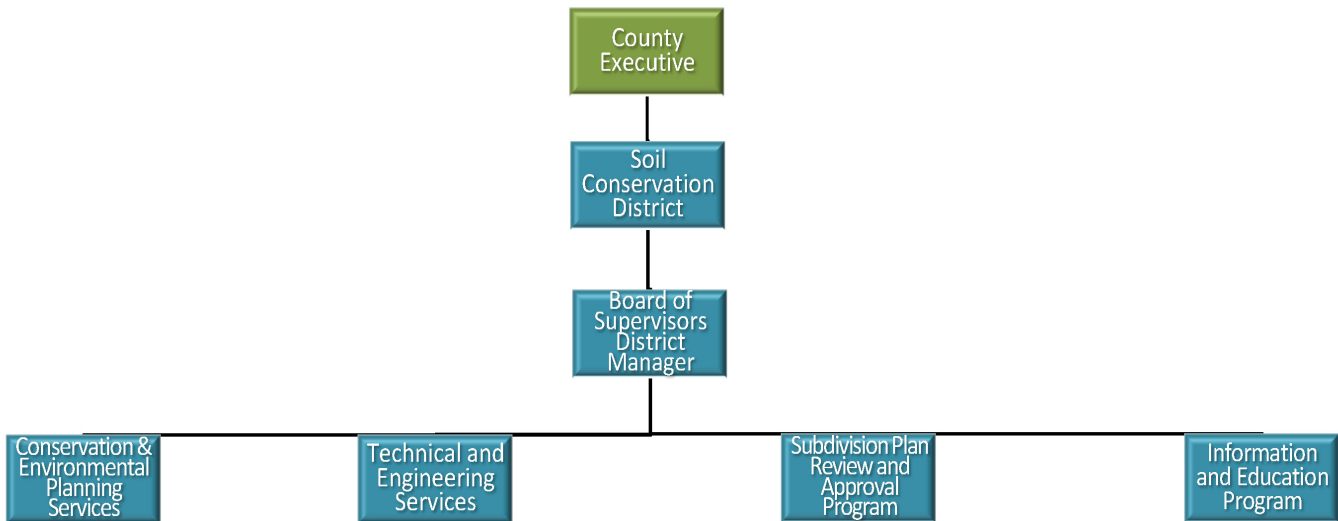 County
Executive
Soil
Conservation
District
Board of
Supervisors
District
Manager
Conservation &
Environmental
Planning
Services
Technical and
Engineering
Services
Subdivision Plan
Review and
Approval
Program
Information
and Education
Program